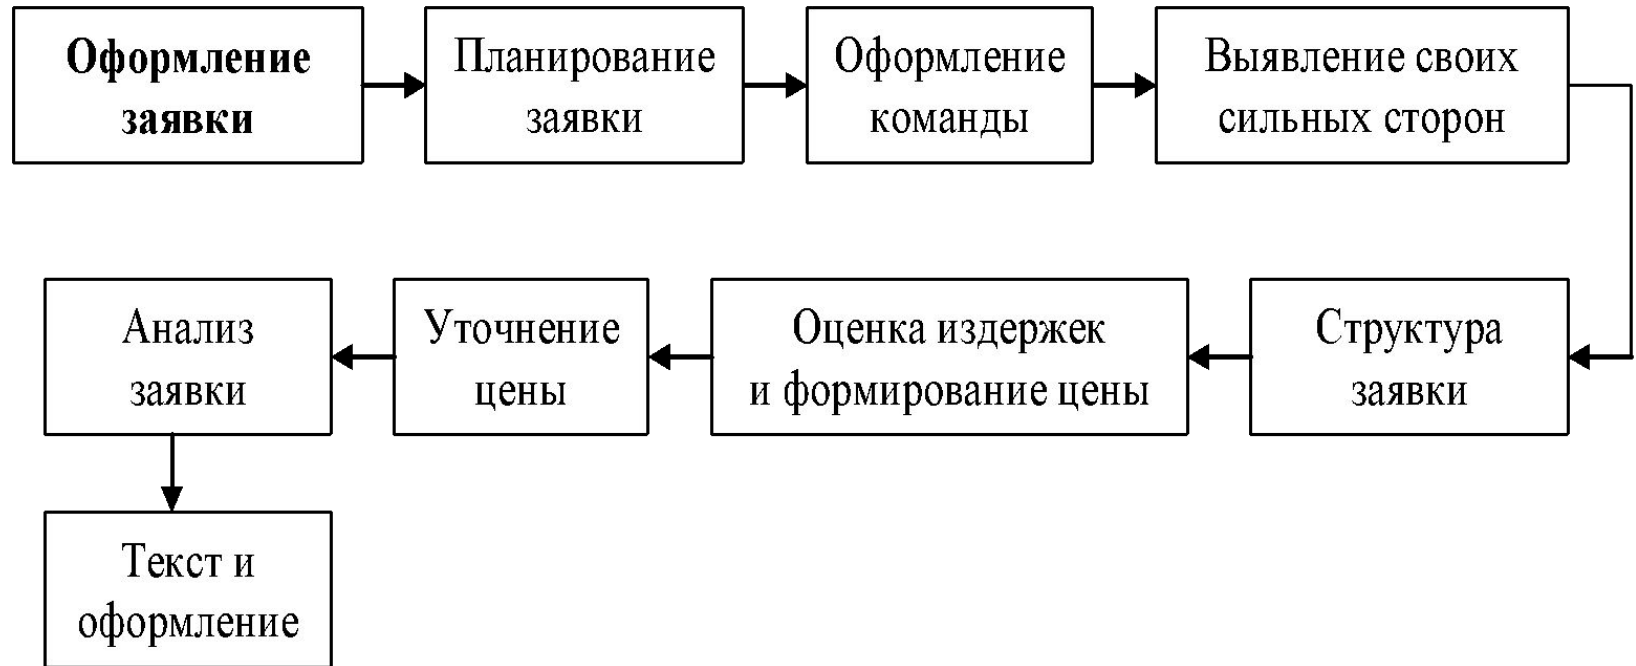 Оформление
заявки
Планирование
заявки
Оформление
команды
Выявление своих
сильных сторон
Структура
заявки
Оценка издержек
и формирование цены
Уточнение
цены
Анализ
заявки
Текст и
оформление